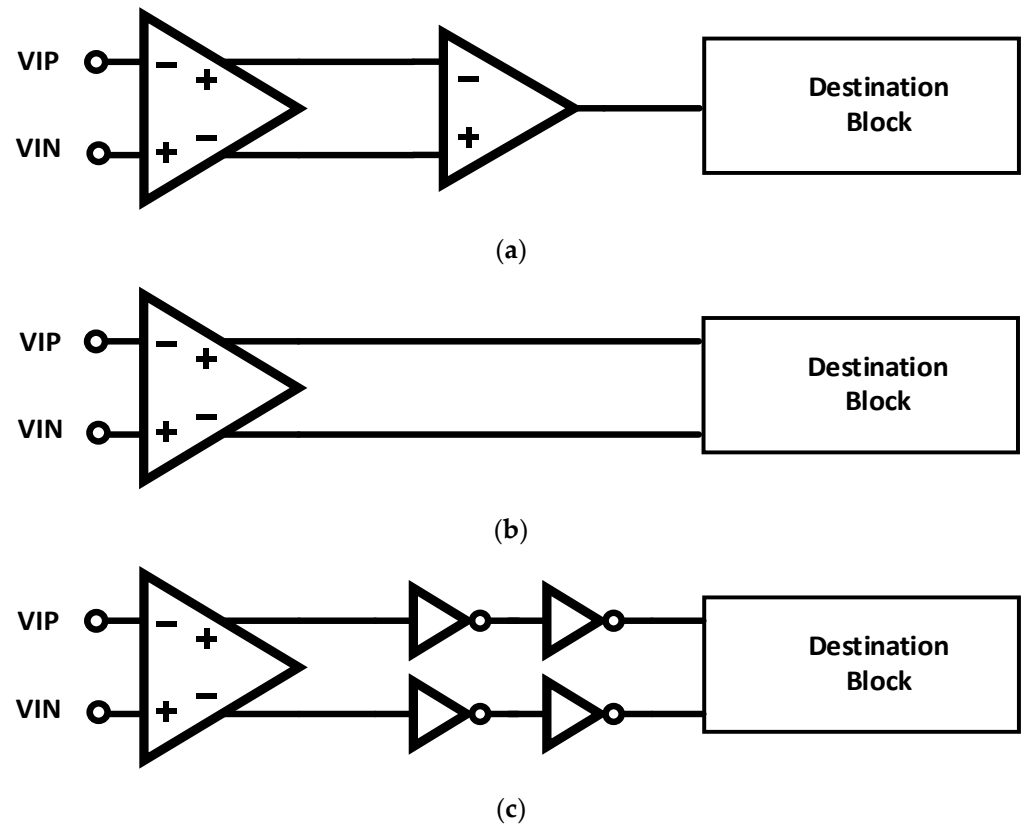 VIP
VIN
− +
+ −
−
+
Destination
Block
(a)
VIP
VIN
− +
+ −
Destination
Block
(b)
VIP
VIN
− +
+ −
Destination
Block
(c)